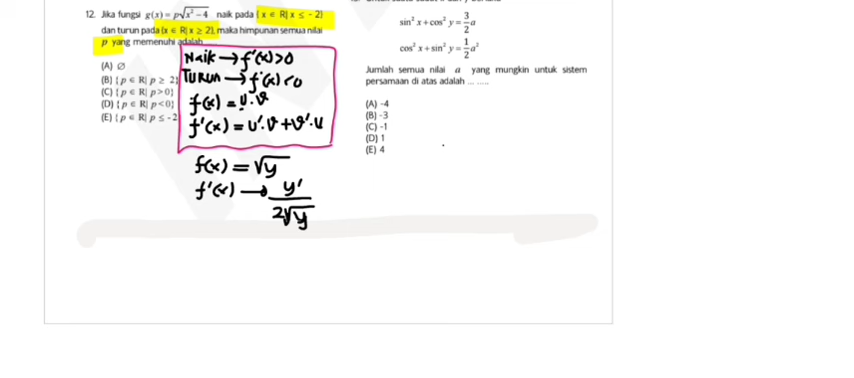 12. Jika fungsi g(x) = p√x² – 4 naik pada { x ∈ R| x ≤ – 2}
dan turun pada {x ∈ R| x ≥ 2}, maka himpunan semua nilai
p yang memenuhi adalah
(A) ∅
(B) { p ∈ R| p ≥ 2}
(C) { p ∈ R| p > 0}
(D) { p ∈ R| p < 0}
(E) { p ∈ R| p ≤ - 2
Naik → f'(x) > 0
TURUN → f'(x) < 0
f(x) = U.V
f'(x) = U'.V + V'.U
f(x) = √y
f'(x) → y'
2√y
sin² x + cos² y = 3/2 a
cos² x + sin² y = 1/2 a²
Jumlah semua nilai a yang mungkin untuk sistem
persamaan di atas adalah ... .....
(A) -4
(B) -3
(C) -1
(D) 1
(E) 4